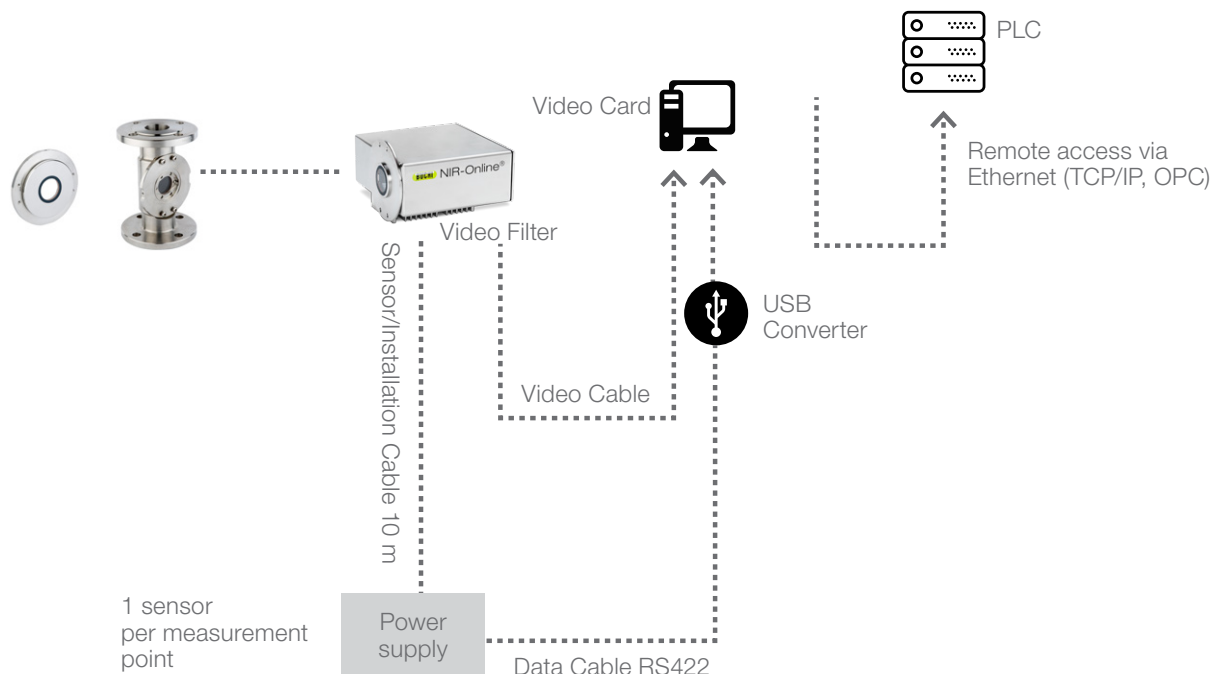 PLC
Video Card
Remote access via
Ethernet (TCP/IP, OPC)
BUCHI NIR-Online®
Video Filter
Sensor/Installation Cable 10 m
USB
Converter
Video Cable
1 sensor
per measurement
point
Power
supply
Data Cable RS422